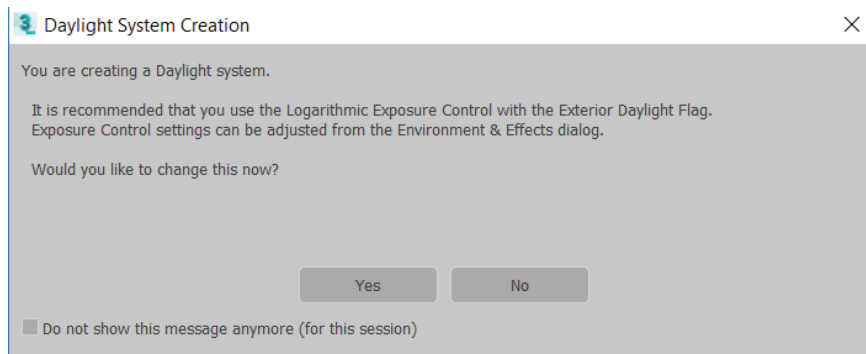 Daylight System Creation
You are creating a Daylight system.
It is recommended that you use the Logarithmic Exposure Control with the Exterior Daylight Flag.
Exposure Control settings can be adjusted from the Environment & Effects dialog.
Would you like to change this now?
Yes No
Do not show this message anymore (for this session)